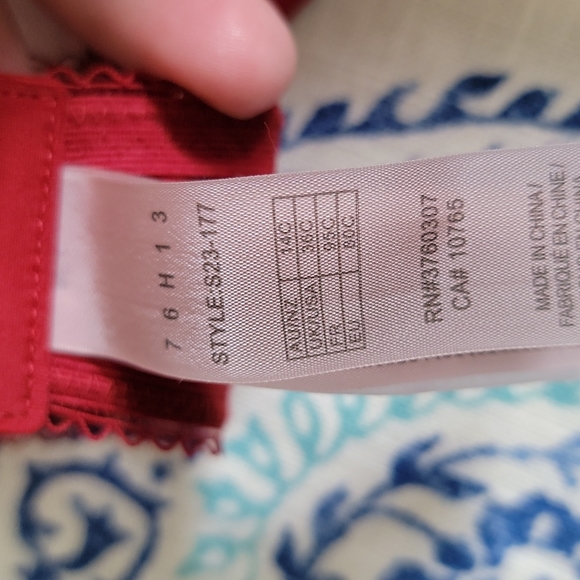 7 6 H 1 3
STYLE:S23-177
AU/NZ 14C
UK/USA 36C
FR 95C
EU 80C
RN#3760307
CA# 10765
MADE IN CHINA/
FABRIQUÉ EN CHINE/